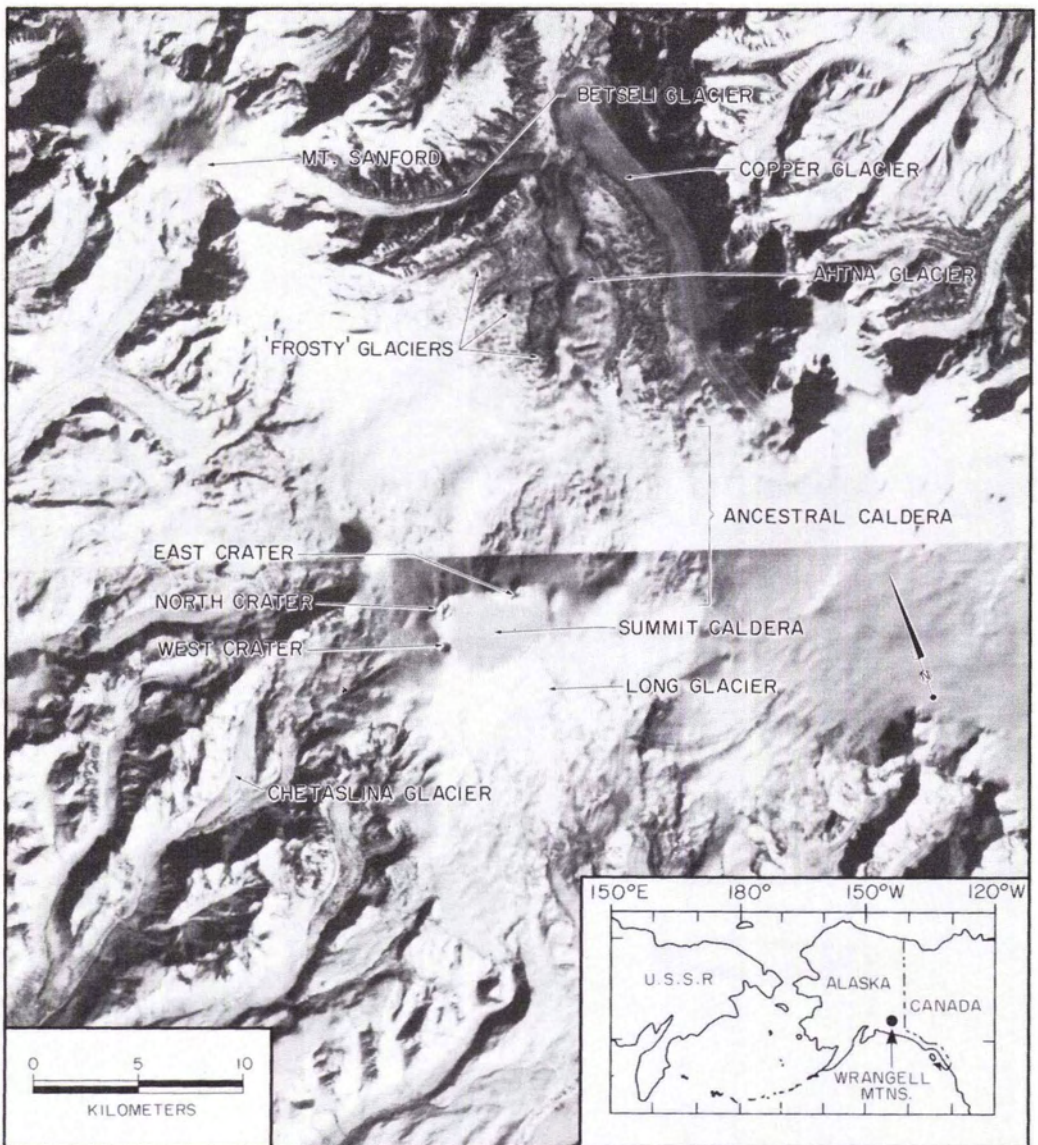 BETSELI GLACIER
MT. SANFORD
COPPER GLACIER
AHTNA GLACIER
'FROSTY' GLACIERS
ANCESTRAL CALDERA
EAST CRATER
NORTH CRATER
SUMMIT CALDERA
WEST CRATER
LONG GLACIER
N
CHETASLINA GLACIER
150°E 180° 150°W 120°W
U.S.S.R
ALASKA
CANADA
WRANGELL
MTNS.
0 5 10
KILOMETERS